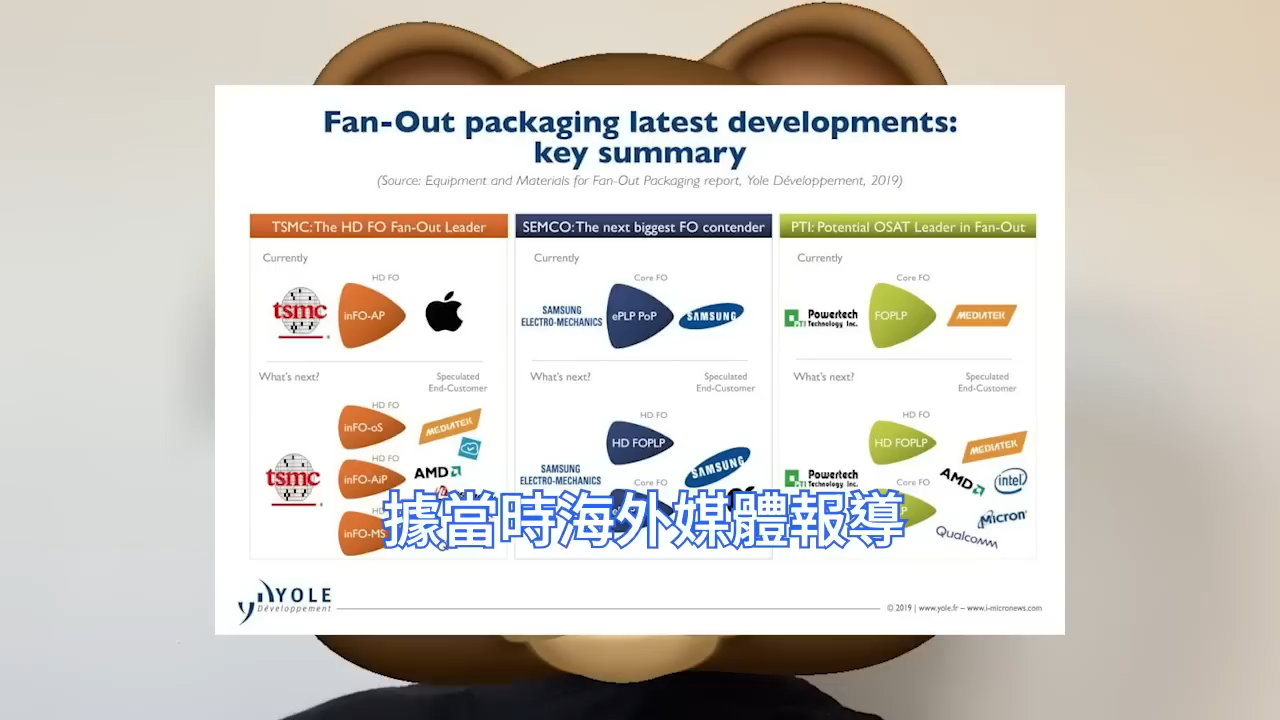 Fan-Out packaging latest developments:
key summary
(Source: Equipment and Materials for Fan-Out Packaging report, Yole Développement, 2019)
TSMC: The HD FO Fan-Out Leader
Currently
HD FO
tsmc
inFO-AP
What's next?
Speculated
End-Customer
HD FO
inFO-oS
MEDIATEK
HD FO
tsmc
inFO-AiP
AMD
HD FO
inFO-MS
SEMCO: The next biggest FO contender
Currently
Core FO
SAMSUNG
ELECTRO-MECHANICS
ePLP PoP
SAMSUNG
What's next?
Speculated
End-Customer
HD FO
HD FOPLP
SAMSUNG
SAMSUNG
ELECTRO-MECHANICS
Core FO
PTI: Potential OSAT Leader in Fan-Out
Currently
Core FO
PTI Powertech
Technology Inc.
FOPLP
MEDIATEK
What's next?
Speculated
End-Customer
HD FO
HD FOPLP
MEDIATEK
PTI Powertech
Technology Inc.
Core FO
AMD
intel
Micron
Qualcomm
據當時海外媒體報導
YOLE
Développement
© 2019 | www.yole.fr – www.i-micronews.com